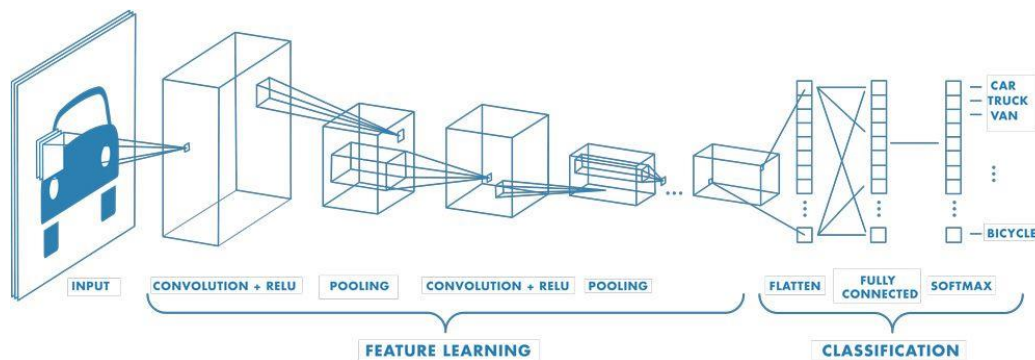 CAR
TRUCK
VAN
BICYCLE
INPUT
CONVOLUTION + RELU
POOLING
CONVOLUTION + RELU
POOLING
FLATTEN
FULLY
CONNECTED
SOFTMAX
FEATURE LEARNING
CLASSIFICATION